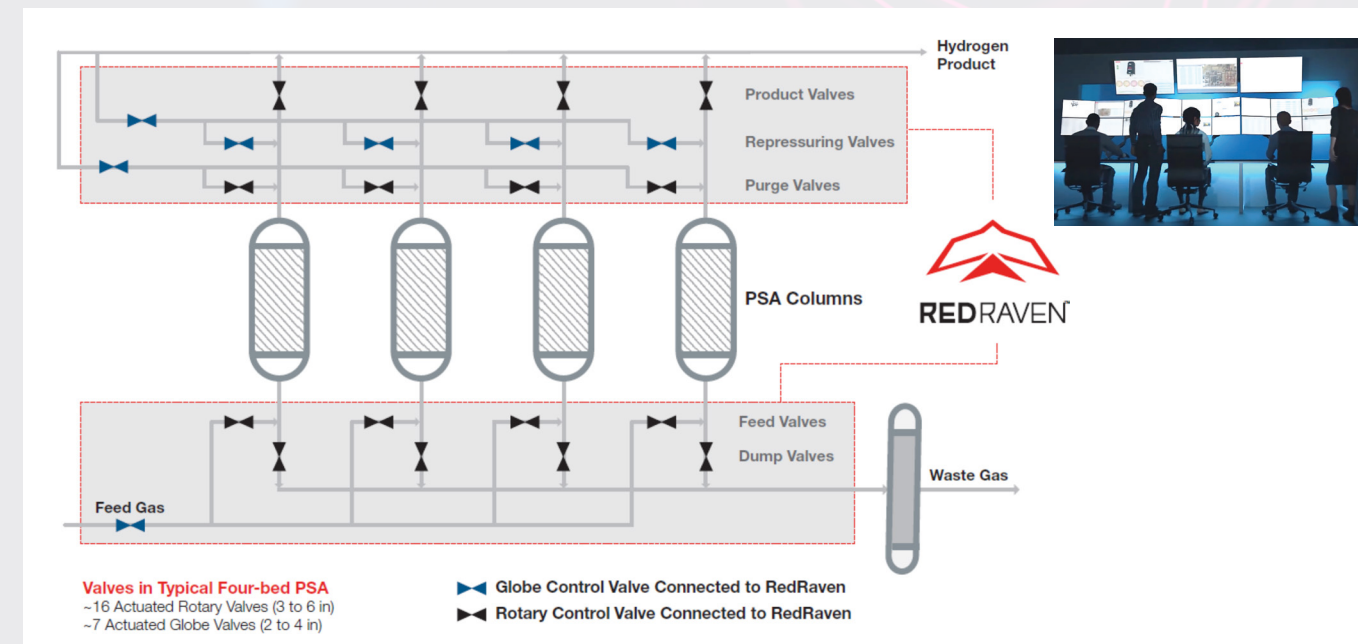 Hydrogen
Product
Product Valves
Repressuring Valves
Purge Valves
PSA Columns
REDRAVEN™
Feed Valves
Dump Valves
Waste Gas
Feed Gas
Valves in Typical Four-bed PSA
~16 Actuated Rotary Valves (3 to 6 in)
~7 Actuated Globe Valves (2 to 4 in)
Globe Control Valve Connected to RedRaven
Rotary Control Valve Connected to RedRaven